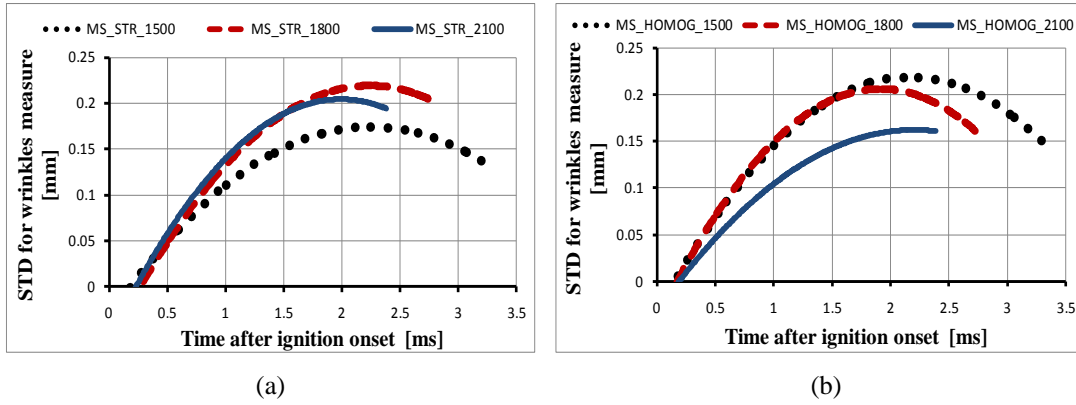 MS_STR_1500 MS_STR_1800 MS_STR_2100
0.25
0.2
0.15
0.1
0.05
0
0 0.5 1 1.5 2 2.5 3 3.5
STD for wrinkles measure
[mm]
Time after ignition onset [ms]
(a)
MS_HOMOG_1500 MS_HOMOG_1800 MS_HOMOG_2100
0.25
0.2
0.15
0.1
0.05
0
0 0.5 1 1.5 2 2.5 3 3.5
STD for wrinkles measure
[mm]
Time after ignition onset [ms]
(b)